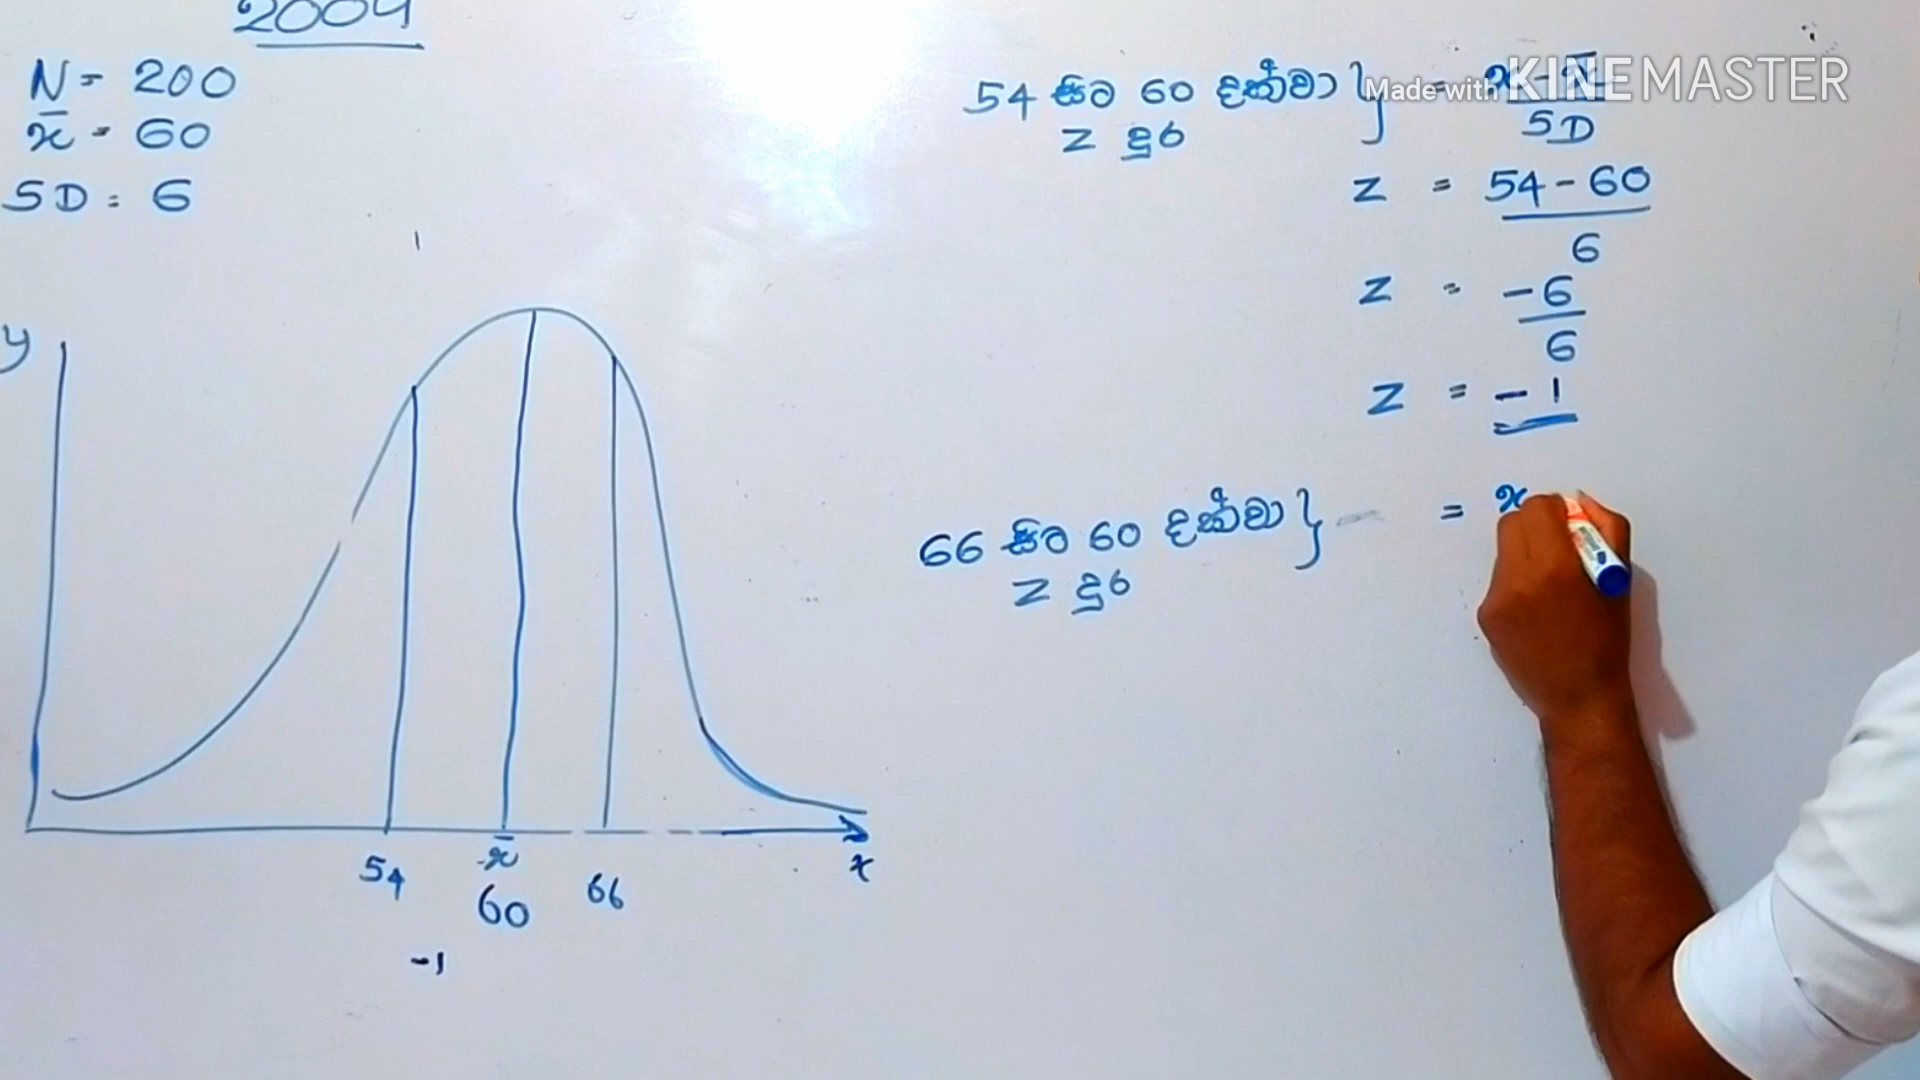 2009
N = 200
x̄ = 60
SD = 6
54 සිට 60 දක්වා } = x - x̄
Z දුර
SD
Made with KINEMASTER
Z = 54 - 60
6
Z = -6
6
Z = -1
66 සිට 60 දක්වා } = x
Z දුර
y
54
x̄
60
66
x
-1